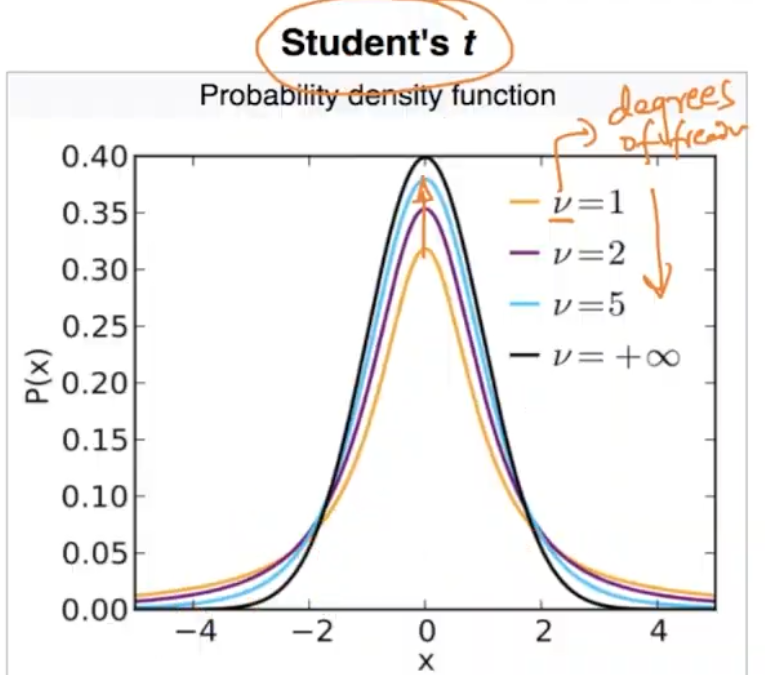 Student's t
Probability density function
degrees
of freedom
0.40
0.35
0.30
0.25
0.20
0.15
0.10
0.05
0.00
P(x)
ν=1
ν=2
ν=5
ν=+∞
−4 −2 0 2 4
x